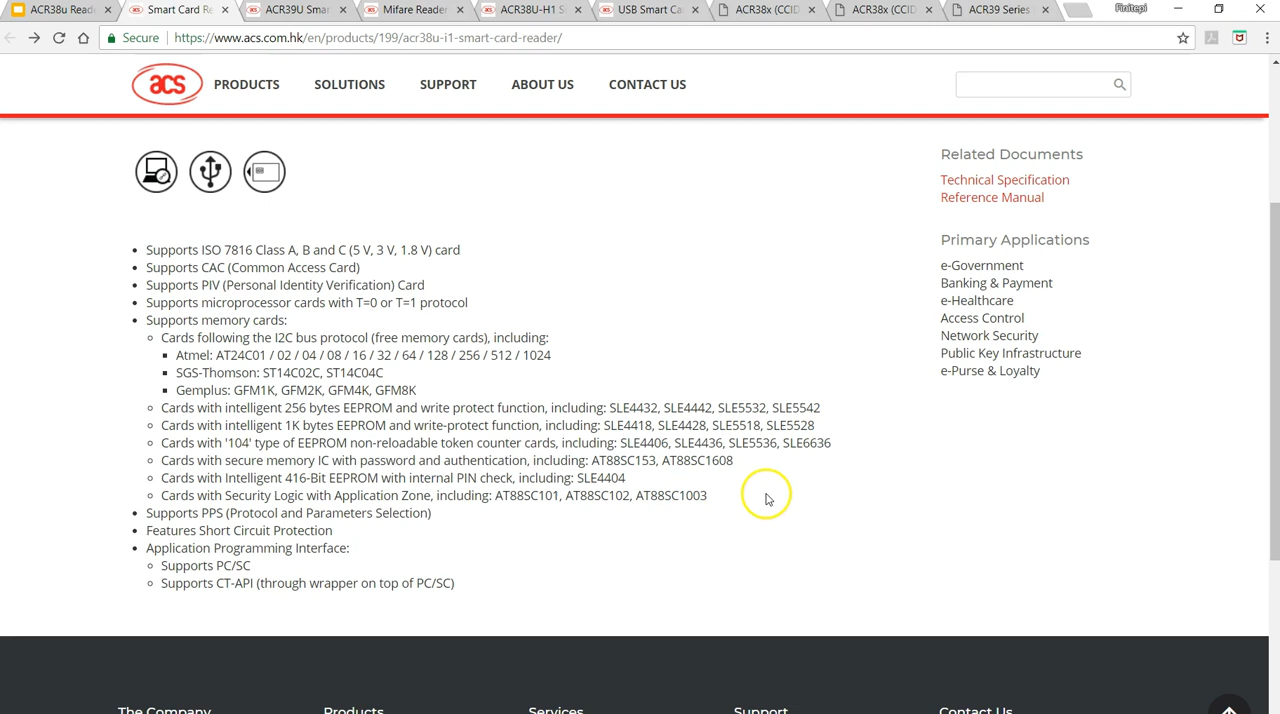 ACR38u Read
Smart Card Re
ACR39U Sma
Mifare Reader
ACR38U-H1 S
USB Smart Ca
ACR38x (CCID
ACR38x (CCID
ACR39 Series
Finitepi
Secure
https://www.acs.com.hk/en/products/199/acr38u-i1-smart-card-reader/
acs
PRODUCTS
SOLUTIONS
SUPPORT
ABOUT US
CONTACT US
• Supports ISO 7816 Class A, B and C (5 V, 3 V, 1.8 V) card
• Supports CAC (Common Access Card)
• Supports PIV (Personal Identity Verification) Card
• Supports microprocessor cards with T=0 or T=1 protocol
• Supports memory cards:
Cards following the I2C bus protocol (free memory cards), including:
Atmel: AT24C01 / 02 / 04 / 08 / 16 / 32 / 64 / 128 / 256 / 512 / 1024
SGS-Thomson: ST14C02C, ST14C04C
Gemplus: GFM1K, GFM2K, GFM4K, GFM8K
Cards with intelligent 256 bytes EEPROM and write protect function, including: SLE4432, SLE4442, SLE5532, SLE5542
Cards with intelligent 1K bytes EEPROM and write-protect function, including: SLE4418, SLE4428, SLE5518, SLE5528
Cards with '104' type of EEPROM non-reloadable token counter cards, including: SLE4406, SLE4436, SLE5536, SLE6636
Cards with secure memory IC with password and authentication, including: AT88SC153, AT88SC1608
Cards with Intelligent 416-Bit EEPROM with internal PIN check, including: SLE4404
Cards with Security Logic with Application Zone, including: AT88SC101, AT88SC102, AT88SC1003
• Supports PPS (Protocol and Parameters Selection)
• Features Short Circuit Protection
• Application Programming Interface:
Supports PC/SC
Supports CT-API (through wrapper on top of PC/SC)
Related Documents
Technical Specification
Reference Manual
Primary Applications
e-Government
Banking & Payment
e-Healthcare
Access Control
Network Security
Public Key Infrastructure
e-Purse & Loyalty
The Company
Products
Services
Support
Contact Us